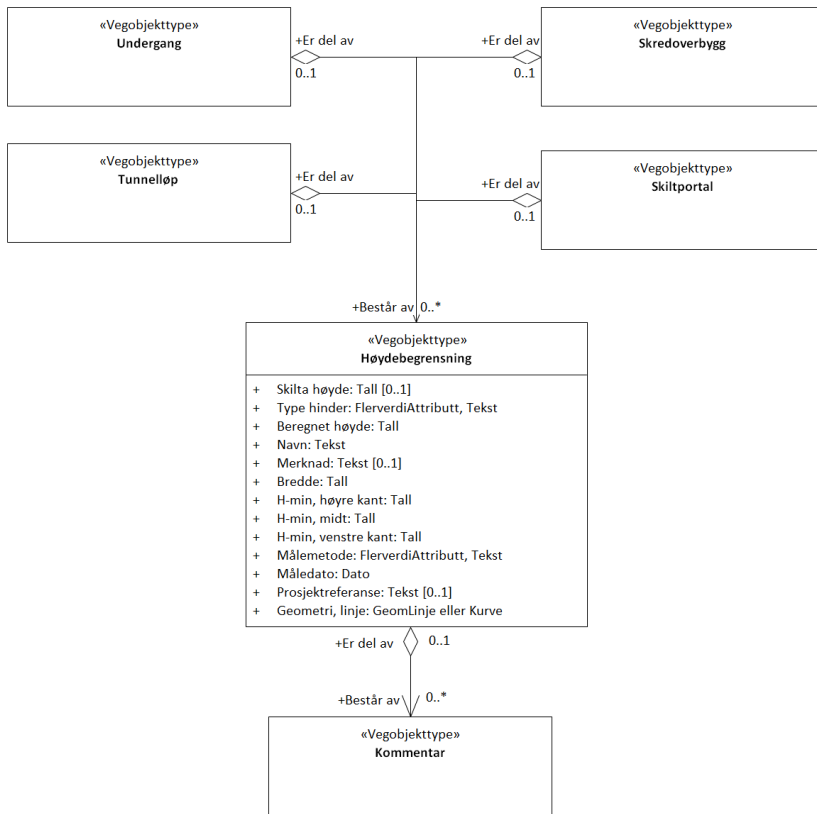 «Vegobjekttype»
Undergang
+Er del av
0..1
«Vegobjekttype»
Skredoverbygg
+Er del av
0..1
«Vegobjekttype»
Tunnelløp
+Er del av
0..1
«Vegobjekttype»
Skiltportal
+Er del av
0..1
+Består av 0..*
«Vegobjekttype»
Høydebegrensning
+ Skilta høyde: Tall [0..1]
+ Type hinder: FlerverdiAttributt, Tekst
+ Beregnet høyde: Tall
+ Navn: Tekst
+ Merknad: Tekst [0..1]
+ Bredde: Tall
+ H-min, høyre kant: Tall
+ H-min, midt: Tall
+ H-min, venstre kant: Tall
+ Målemetode: FlerverdiAttributt, Tekst
+ Måledato: Dato
+ Prosjektreferanse: Tekst [0..1]
+ Geometri, linje: GeomLinje eller Kurve
+Er del av 0..1
+Består av 0..*
«Vegobjekttype»
Kommentar